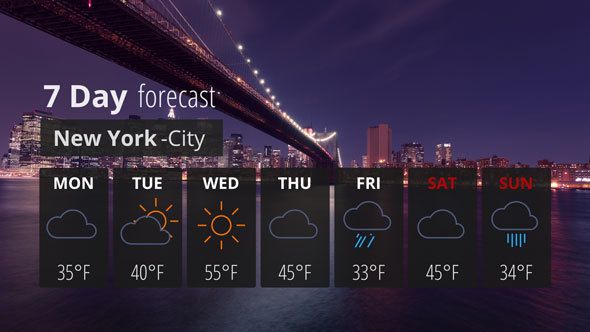 7 Day forecast
New York -City
MON TUE WED THU FRI SAT SUN
35°F 40°F 55°F 45°F 33°F 45°F 34°F